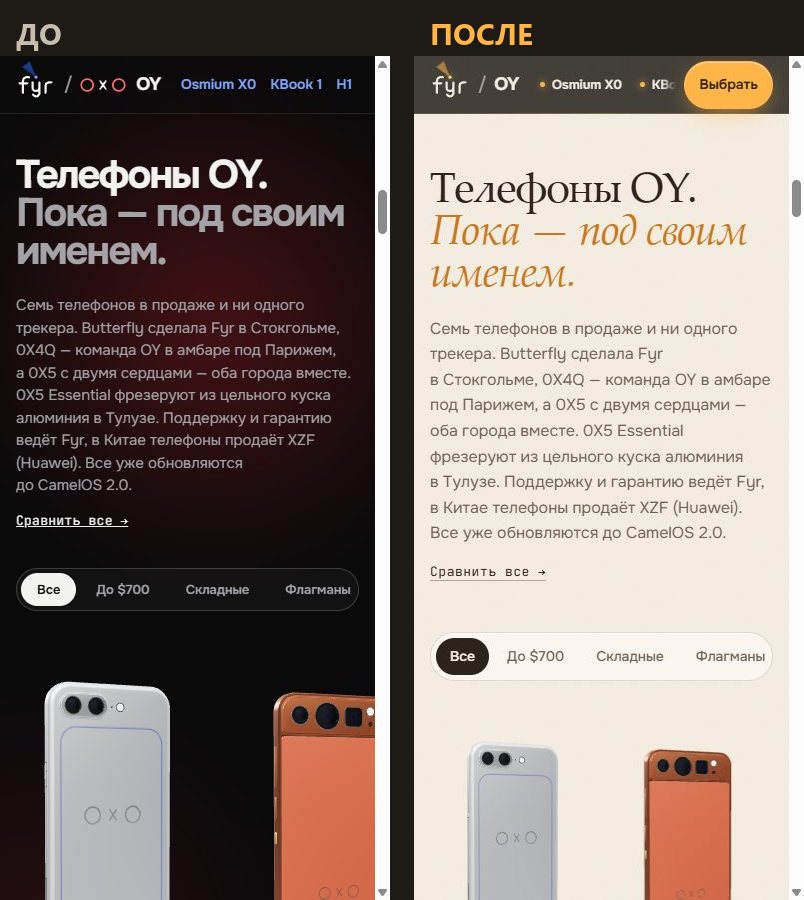 ДО
fyr / O x O OY Osmium X0 KBook 1 H1
Телефоны OY.
Пока — под своим
именем.
Семь телефонов в продаже и ни одного
трекера. Butterfly сделала Fyr в Стокгольме,
0X4Q — команда OY в амбаре под Парижем,
а 0X5 с двумя сердцами — оба города вместе.
0X5 Essential фрезеруют из цельного куска
алюминия в Тулузе. Поддержку и гарантию
ведёт Fyr, в Китае телефоны продаёт XZF
(Huawei). Все уже обновляются
до CamelOS 2.0.
Сравнить все →
Все До $700 Складные Флагманы
O x O
O x O
ПОСЛЕ
fyr / OY Osmium X0 KBo Выбрать
Телефоны OY.
Пока — под своим
именем.
Семь телефонов в продаже и ни одного
трекера. Butterfly сделала Fyr
в Стокгольме, 0X4Q — команда OY в амбаре
под Парижем, а 0X5 с двумя сердцами —
оба города вместе. 0X5 Essential
фрезеруют из цельного куска алюминия
в Тулузе. Поддержку и гарантию ведёт Fyr,
в Китае телефоны продаёт XZF (Huawei).
Все уже обновляются до CamelOS 2.0.
Сравнить все →
Все До $700 Складные Флагманы
O x O
O x O